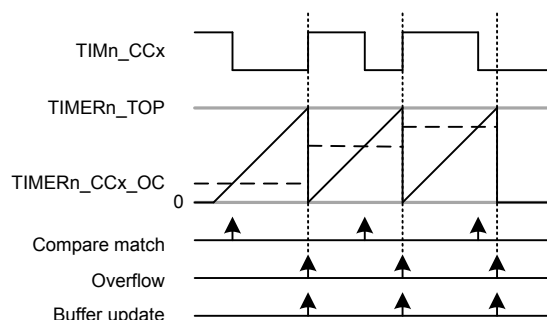 TIMn_CCx
TIMERn_TOP
TIMERn_CCx_OC
0
Compare match
Overflow
Buffer update